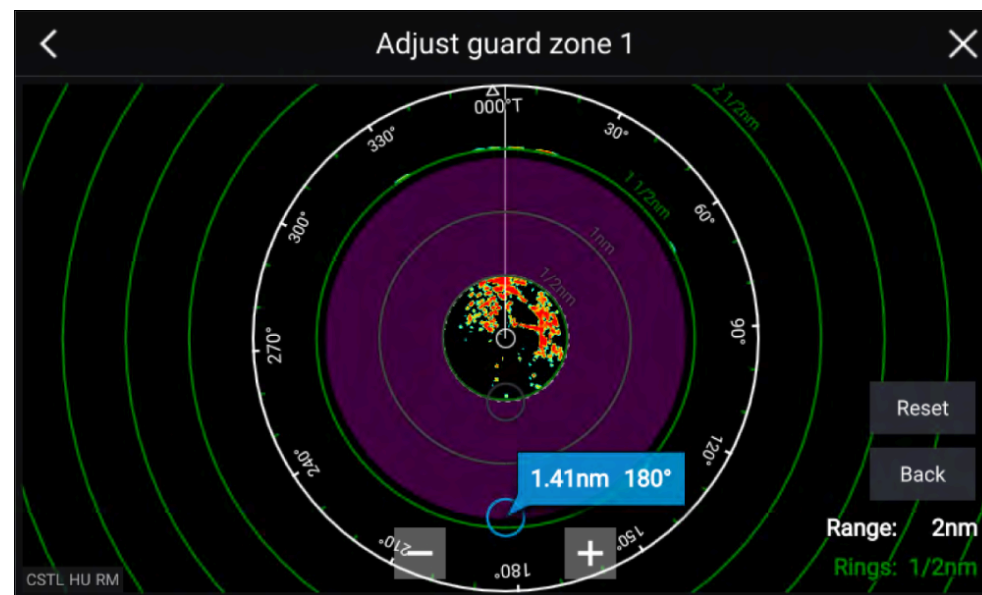 Adjust guard zone 1
000°T
30°
60°
90°
120°
150°
180°
210°
240°
270°
300°
330°
2 1/2nm
1 1/2nm
1nm
1/2nm
1.41nm 180°
Reset
Back
Range: 2nm
Rings: 1/2nm
CSTL HU RM